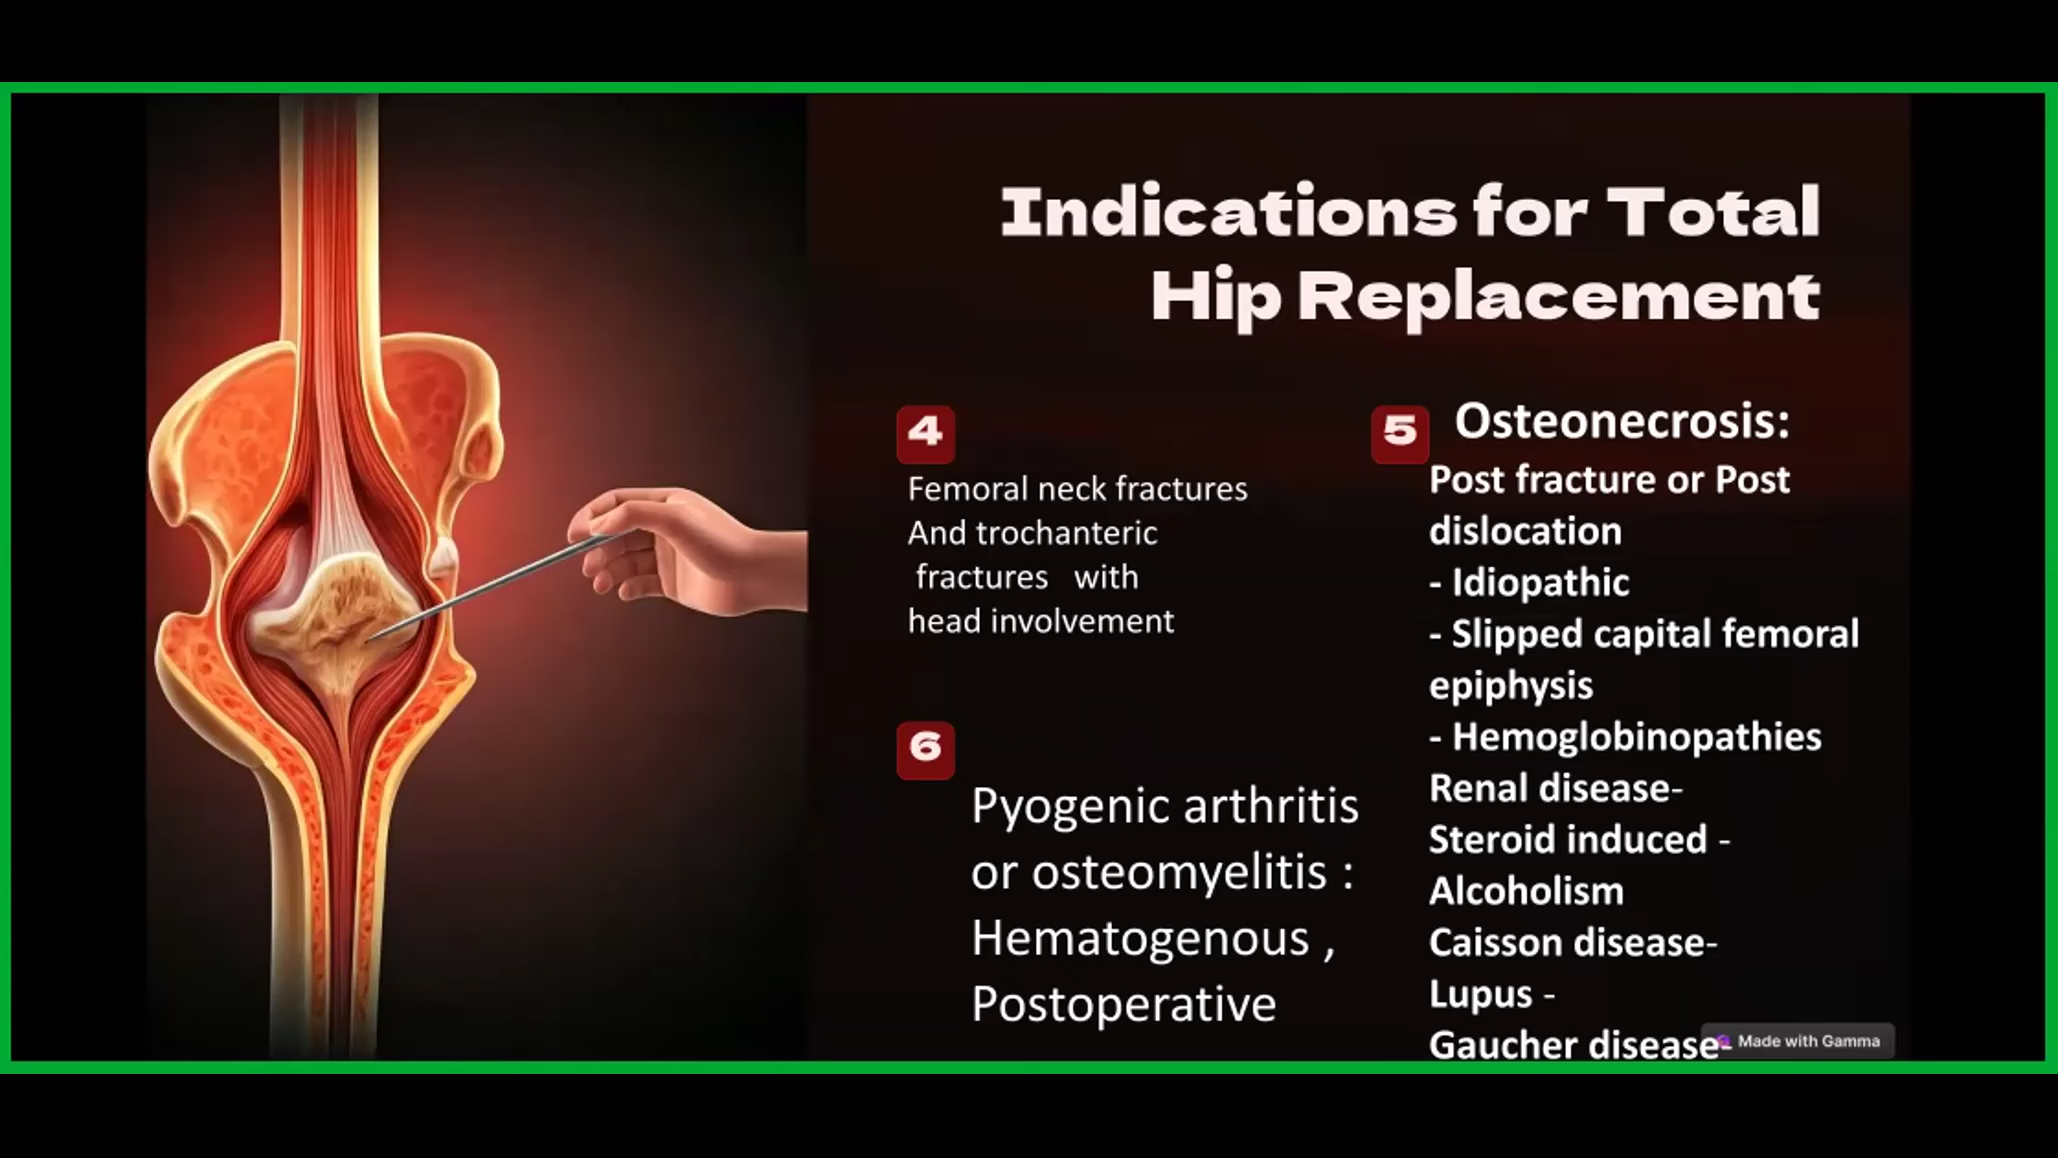 Indications for Total
Hip Replacement
4
Femoral neck fractures
And trochanteric
fractures with
head involvement
5
Osteonecrosis:
Post fracture or Post
dislocation
- Idiopathic
- Slipped capital femoral
epiphysis
- Hemoglobinopathies
Renal disease-
Steroid induced -
Alcoholism
Caisson disease-
Lupus -
Gaucher disease-
6
Pyogenic arthritis
or osteomyelitis :
Hematogenous ,
Postoperative
Made with Gamma